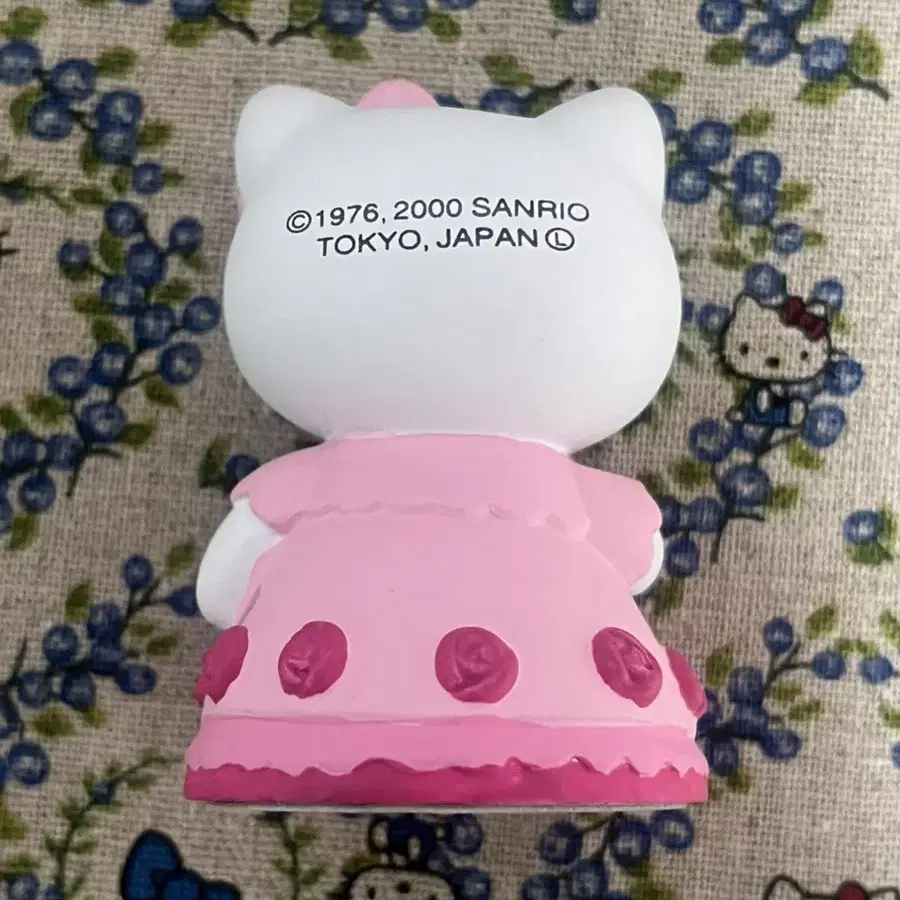 ©1976, 2000 SANRIO
TOKYO, JAPAN Ⓛ